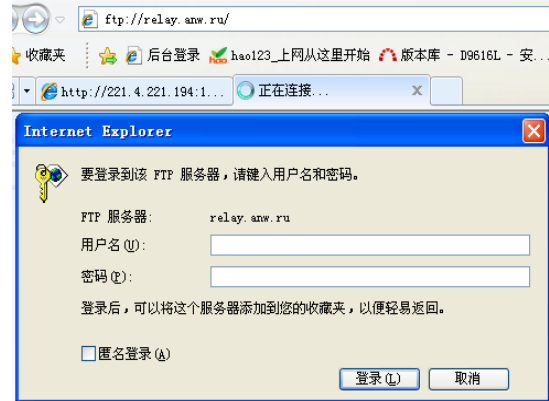 ftp://relay.anw.ru/
收藏夹 后台登录 hao123_上网从这里开始 版本库 - D9616L - 安...
http://221.4.221.194:1... 正在连接... X
Internet Explorer
要登录到该 FTP 服务器，请键入用户名和密码。
FTP 服务器: relay.anw.ru
用户名(U):
密码(P):
登录后，可以将这个服务器添加到您的收藏夹，以便轻易返回。
匿名登录(A)
登录(L) 取消